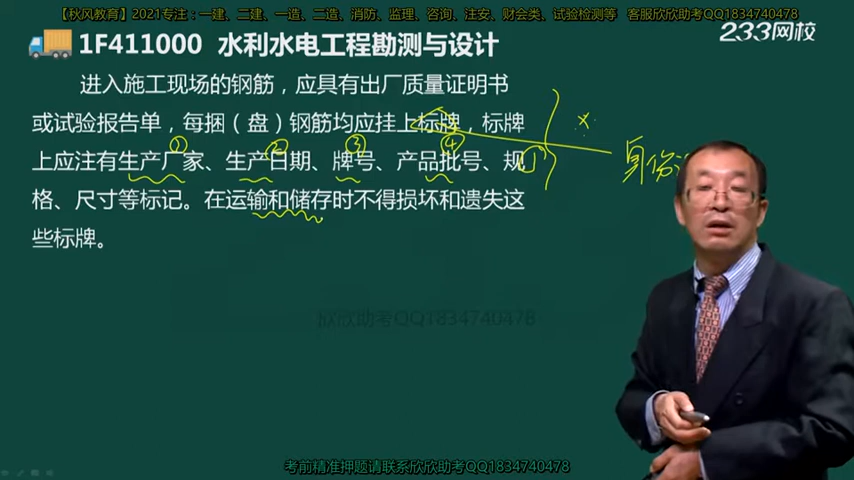 【秋风教育】2021专注：一建、二建、一造、二造、消防、监理、咨询、注安、财会类、试验检测等  客服欣欣助考QQ1834740478
233网校
1F411000 水利水电工程勘测与设计
进入施工现场的钢筋，应具有出厂质量证明书
或试验报告单，每捆（盘）钢筋均应挂上标牌，标牌
上应注有生产厂家、生产日期、牌号、产品批号、规
格、尺寸等标记。在运输和储存时不得损坏和遗失这
些标牌。
① ② ③ ④
身份
欣欣助考QQ1834740478
考前精准押题请联系欣欣助考QQ1834740478